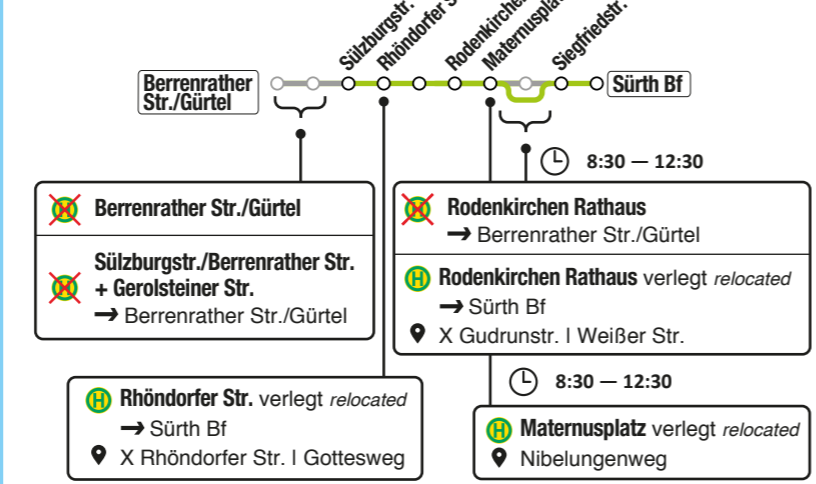 Sülzburgstr.
Rhöndorfer S
Rodenkirchen
Maternusplat
Siegfriedstr.
Berrenrather
Str./Gürtel
Sürth Bf
8:30 — 12:30
H Berrenrather Str./Gürtel
H Sülzburgstr./Berrenrather Str.
+ Gerolsteiner Str.
→ Berrenrather Str./Gürtel
H Rodenkirchen Rathaus
→ Berrenrather Str./Gürtel
H Rodenkirchen Rathaus verlegt relocated
→ Sürth Bf
X Gudrunstr. I Weißer Str.
H Rhöndorfer Str. verlegt relocated
→ Sürth Bf
X Rhöndorfer Str. I Gottesweg
8:30 — 12:30
H Maternusplatz verlegt relocated
Nibelungenweg